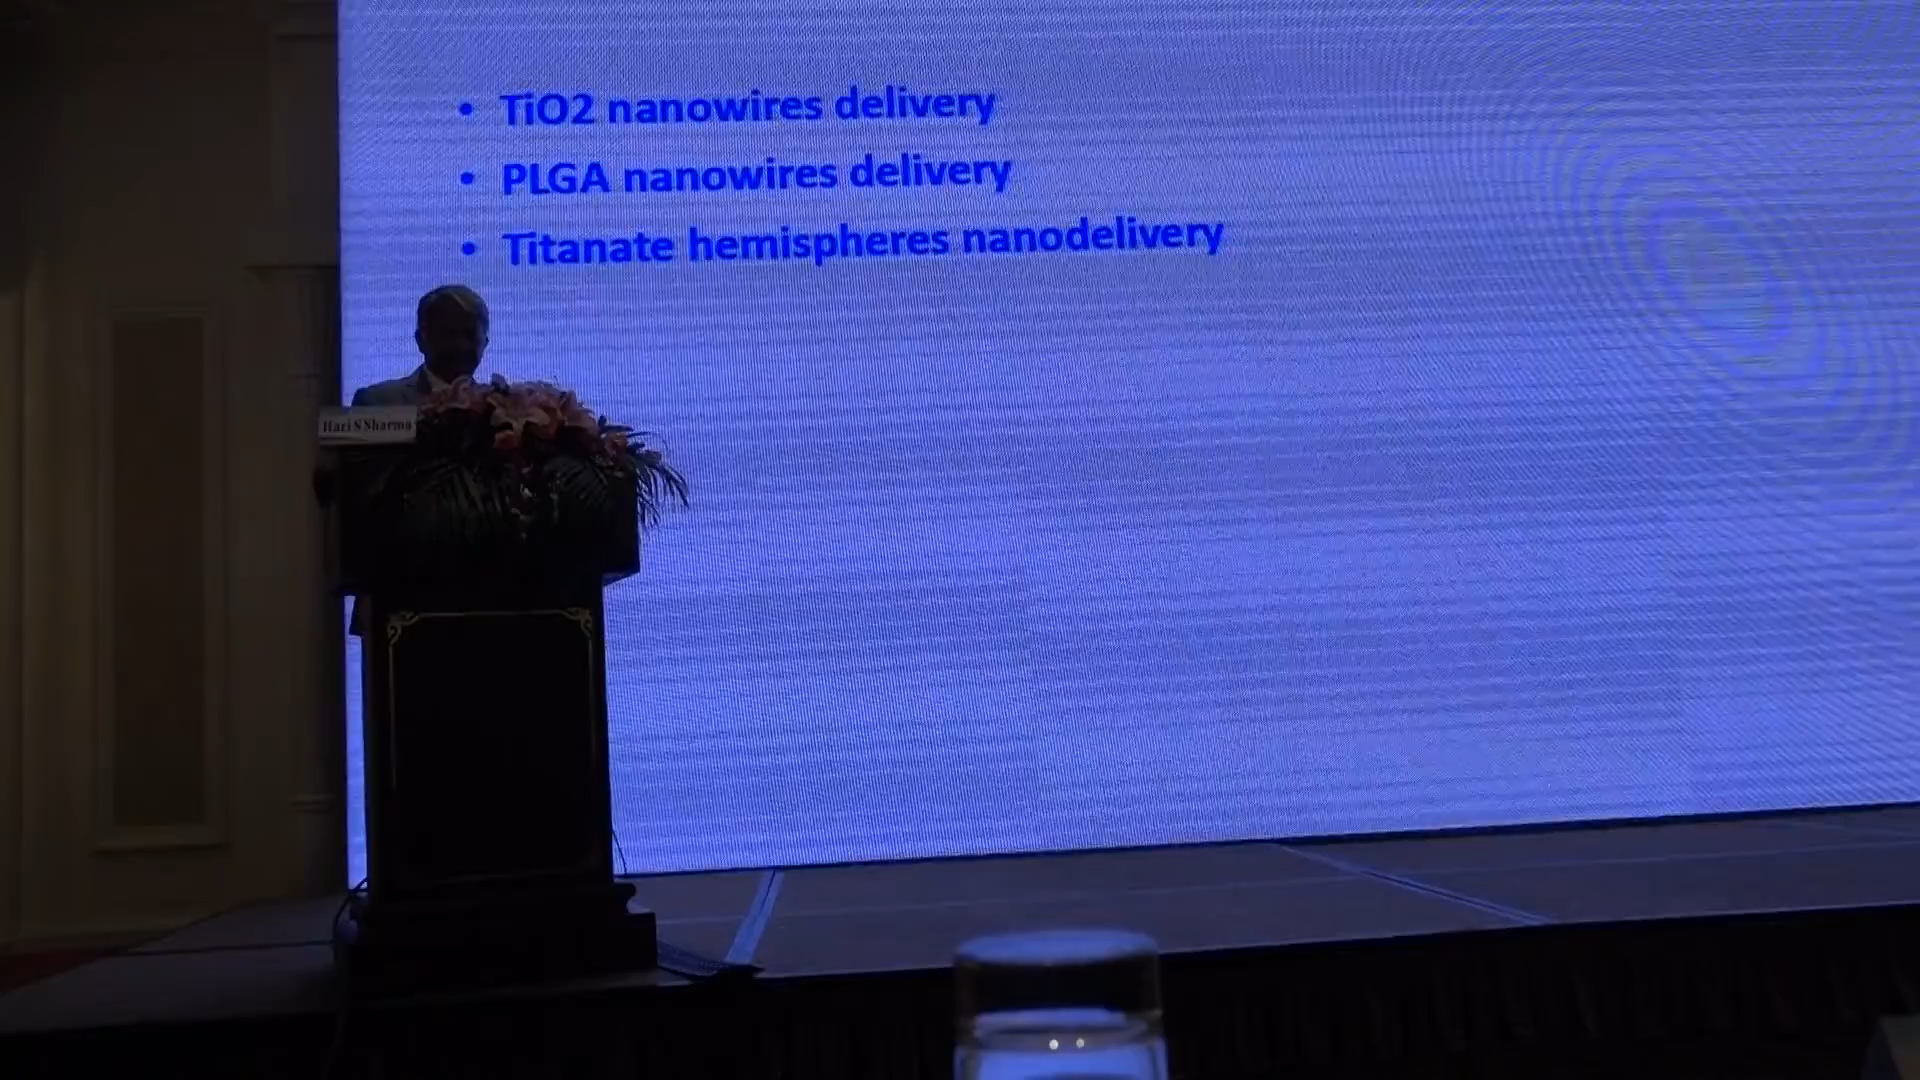 • TiO2 nanowires delivery
• PLGA nanowires delivery
• Titanate hemispheres nanodelivery
Hari S Sharma